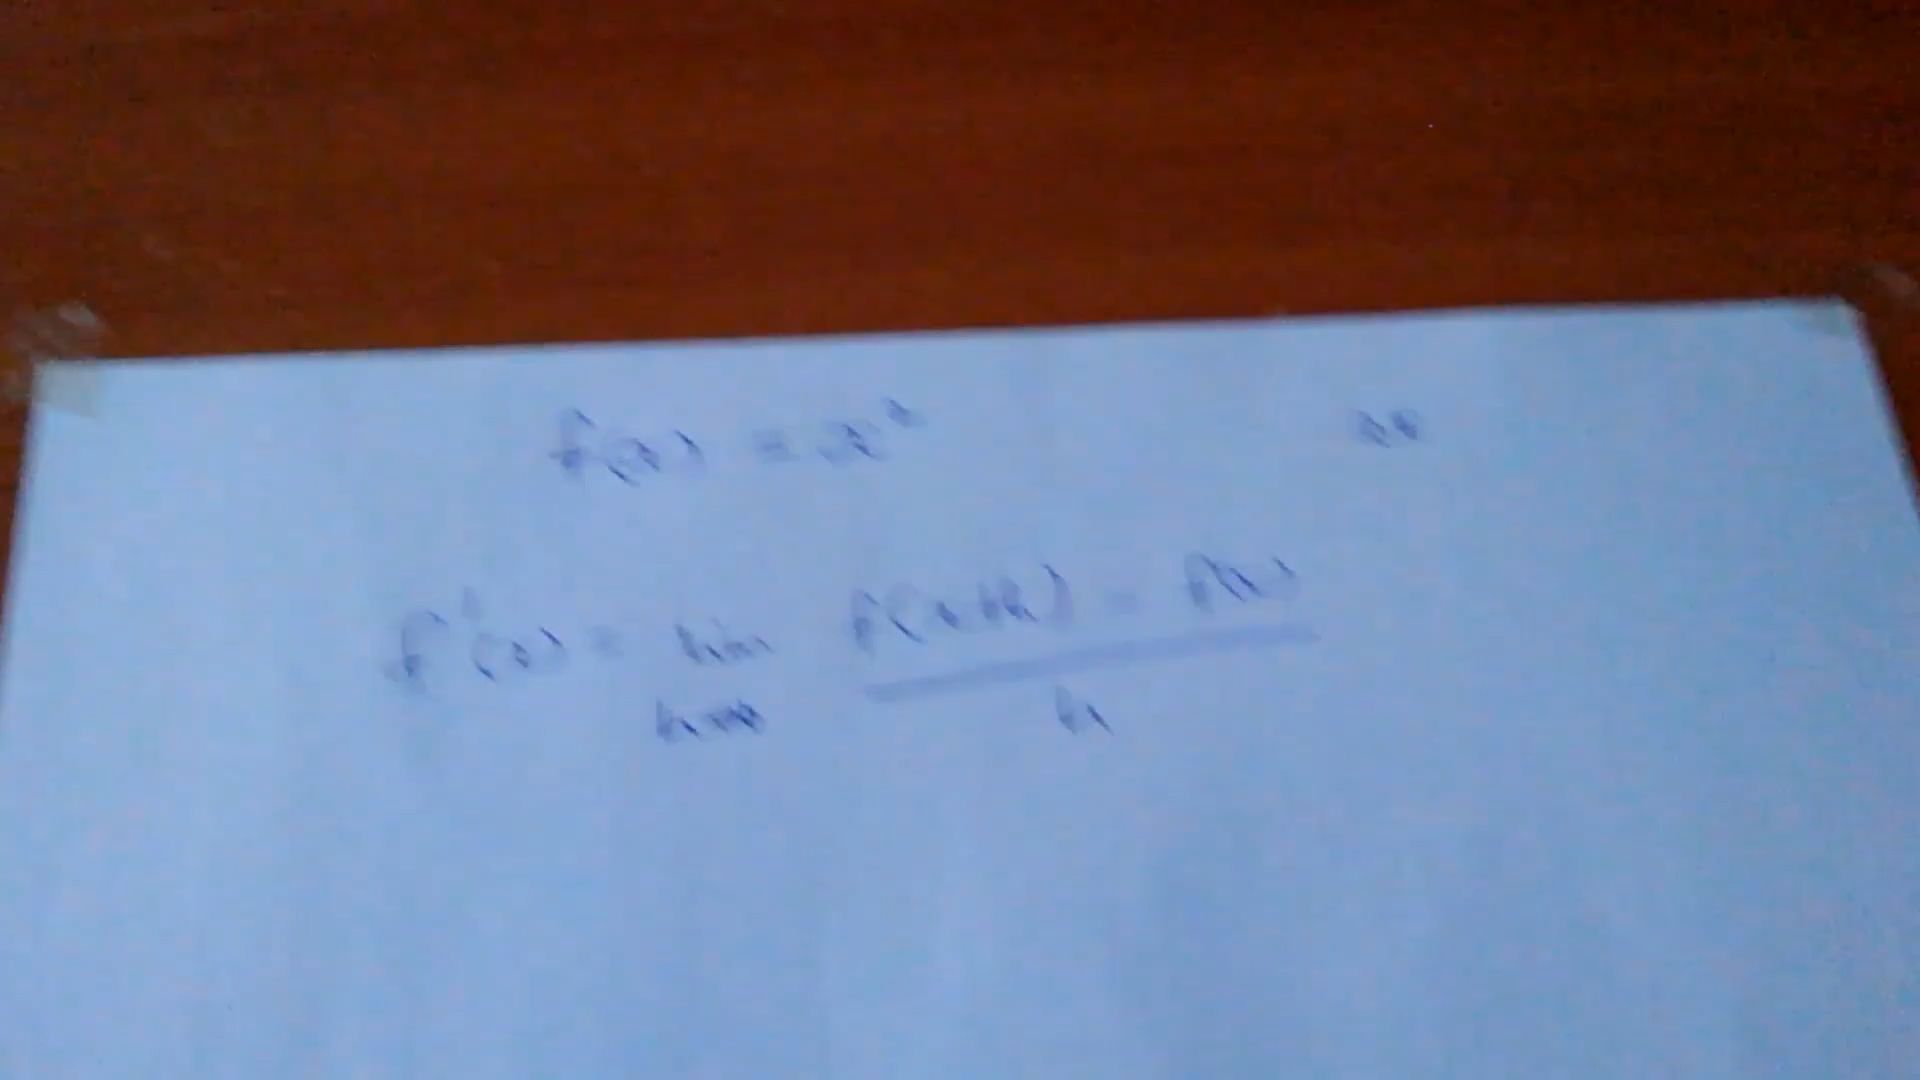 f(x) = x²
f'(x) = lim f(x+h) - f(x)
h→0 h